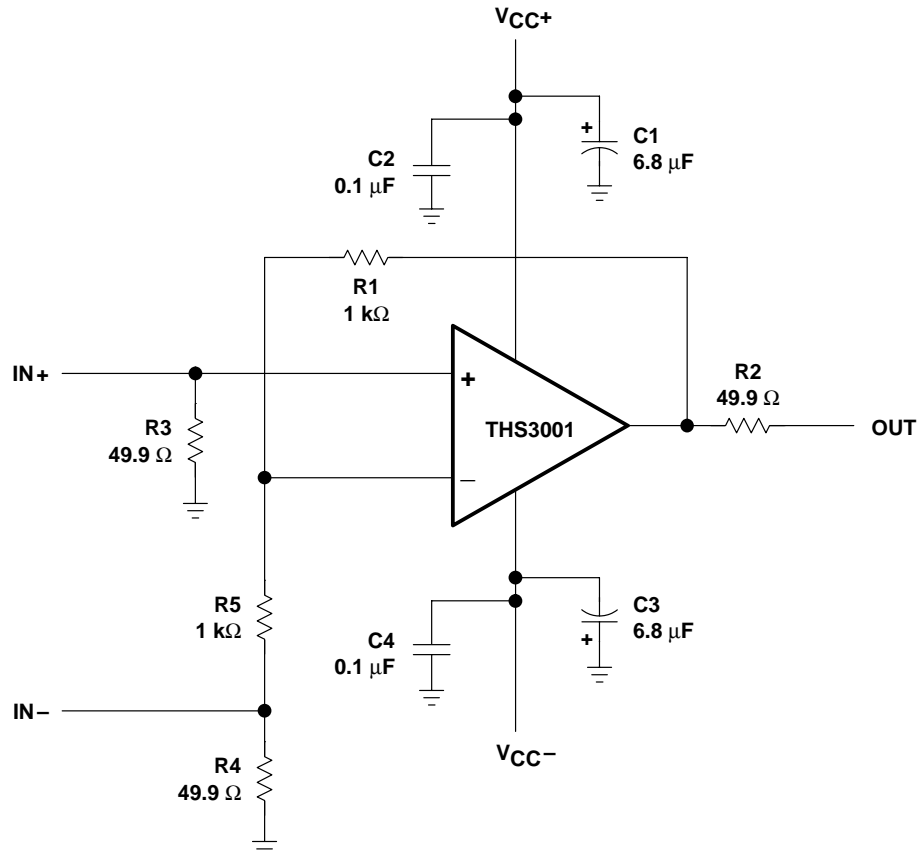 VCC+
C2
0.1 µF
+
C1
6.8 µF
R1
1 kΩ
IN+
+
R3
49.9 Ω
THS3001
R2
49.9 Ω
OUT
−
R5
1 kΩ
C4
0.1 µF
C3
6.8 µF
+
IN−
VCC−
R4
49.9 Ω